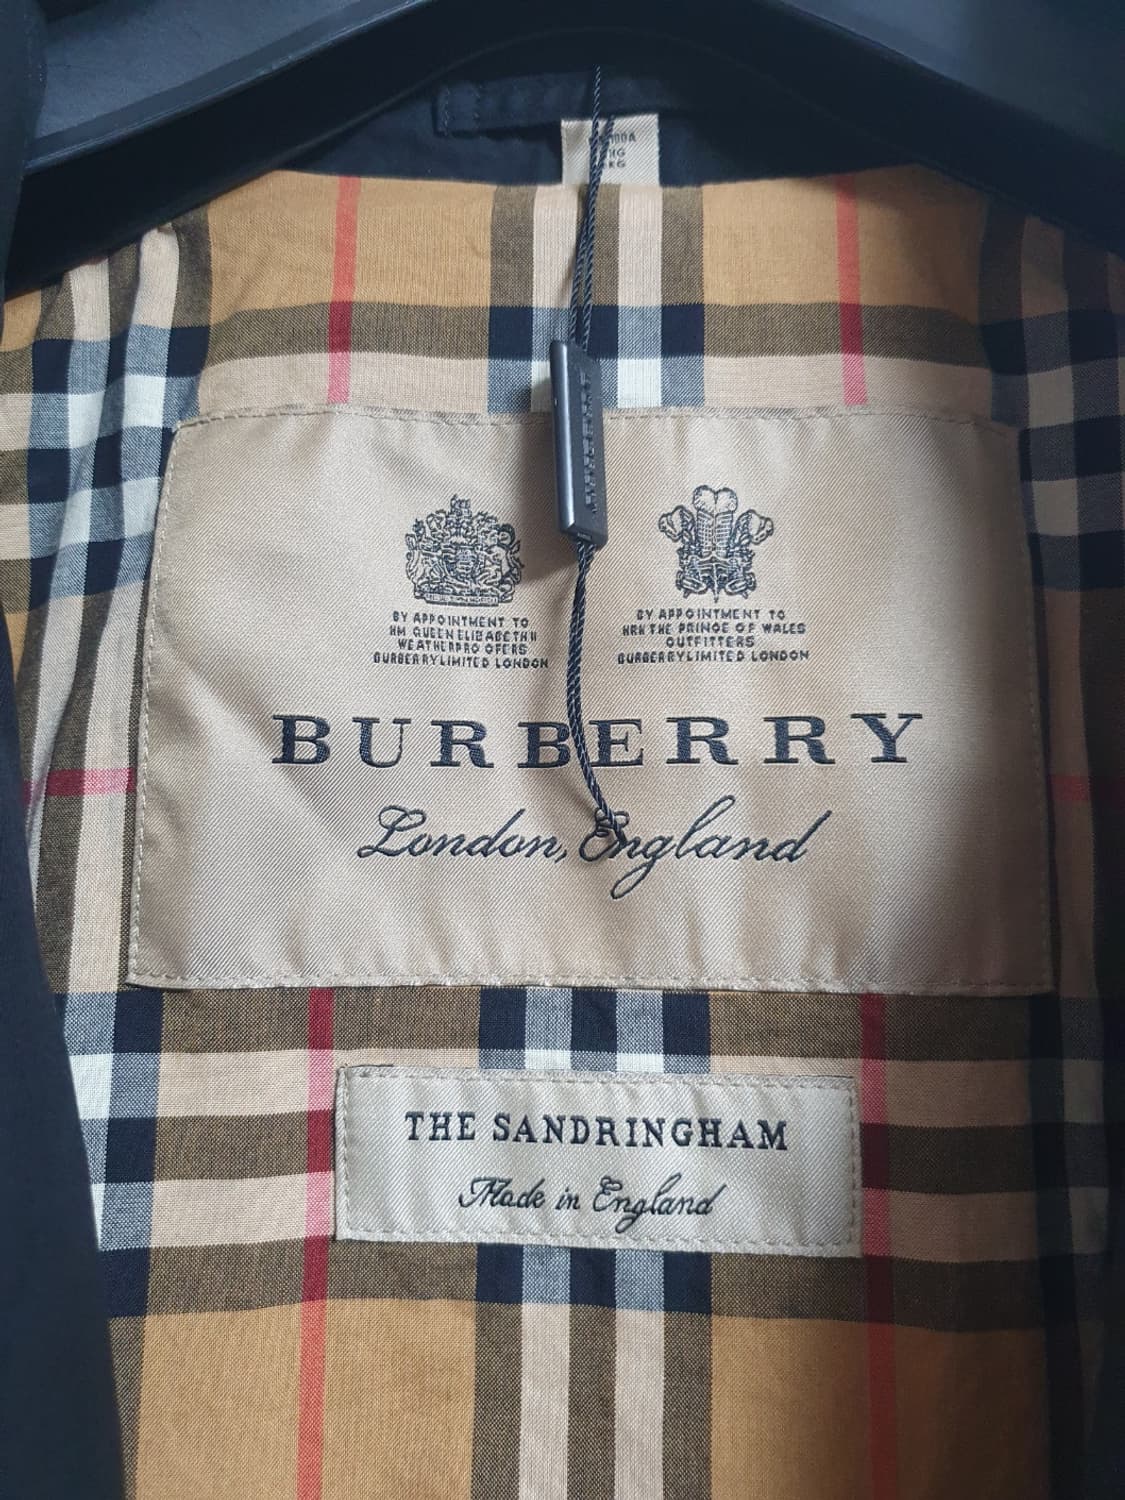 BY APPOINTMENT TO
HM QUEEN ELIZABETH II
WEATHERPROOFERS
BURBERRY LIMITED LONDON
BY APPOINTMENT TO
HRH THE PRINCE OF WALES
OUTFITTERS
BURBERRY LIMITED LONDON
BURBERRY
London, England
THE SANDRINGHAM
Made in England